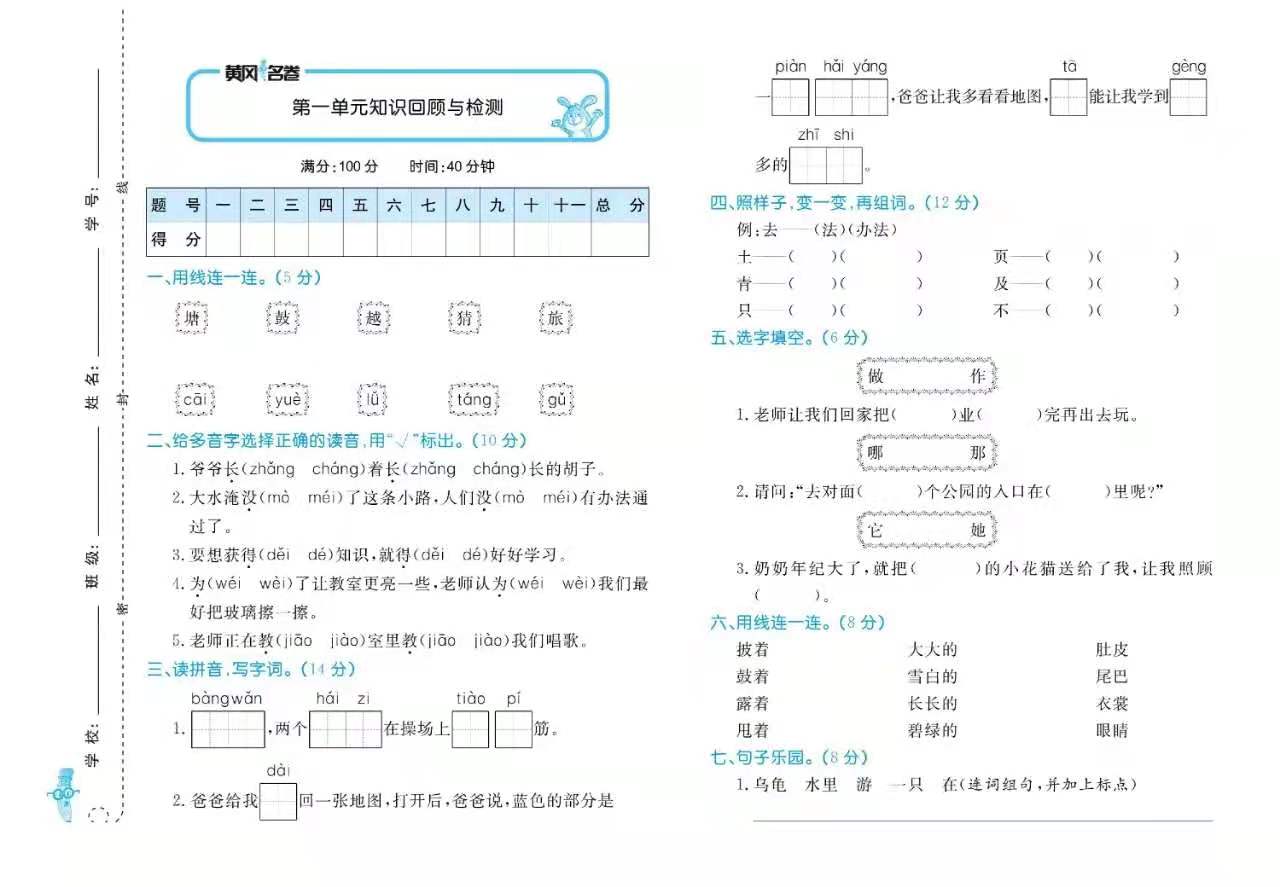 黄冈名卷
第一单元知识回顾与检测
满分:100分 时间:40分钟
题 号 一 二 三 四 五 六 七 八 九 十 十一 总 分
得 分
一、用线连一连。(5分)
塘 鼓 越 猜 旅
cāi yuè lǚ táng gǔ
二、给多音字选择正确的读音,用“√”标出。(10分)
1.爷爷长(zhǎng cháng)着长(zhǎng cháng)长的胡子。
2.大水淹没(mò méi)了这条小路,人们没(mò méi)有办法通
过了。
3.要想获得(děi dé)知识,就得(děi dé)好好学习。
4.为(wéi wèi)了让教室更亮一些,老师认为(wéi wèi)我们最
好把玻璃擦一擦。
5.老师正在教(jiāo jiào)室里教(jiāo jiào)我们唱歌。
三、读拼音,写字词。(14分)
bàngwǎn hái zi tiào pí
1. ,两个 在操场上 筋。
dài
2.爸爸给我 回一张地图,打开后,爸爸说,蓝色的部分是
学校: 班级: 姓名: 学号:
密 封 线
piàn hǎi yáng tā gèng
一 ,爸爸让我多看看地图, 能让我学到
zhī shi
多的 。
四、照样子,变一变,再组词。(12分)
例:去——(法)(办法)
土——( )( ) 页——( )( )
青——( )( ) 及——( )( )
只——( )( ) 不——( )( )
五、选字填空。(6分)
做 作
1.老师让我们回家把( )业( )完再出去玩。
哪 那
2.请问:“去对面( )个公园的入口在( )里呢?”
它 她
3.奶奶年纪大了,就把( )的小花猫送给了我,让我照顾
( )。
六、用线连一连。(8分)
披着 大大的 肚皮
鼓着 雪白的 尾巴
露着 长长的 衣裳
甩着 碧绿的 眼睛
七、句子乐园。(8分)
1.乌龟 水里 游 一只 在(连词组句,并加上标点)